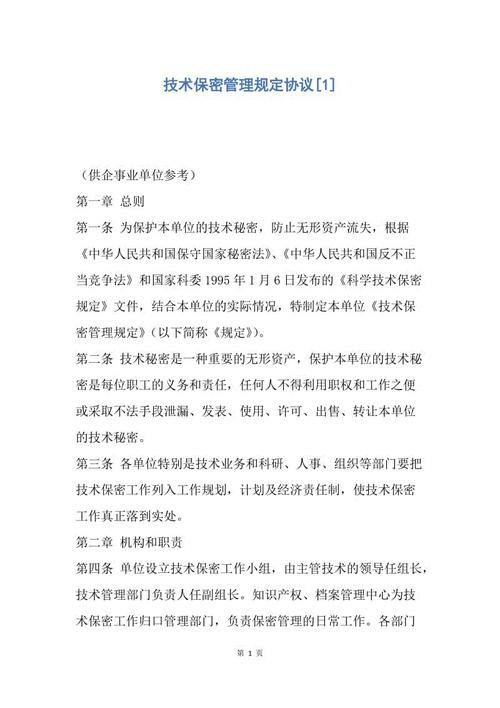 技术保密管理规定协议[1]
（供企事业单位参考）
第一章 总则
第一条 为保护本单位的技术秘密，防止无形资产流失，根据
《中华人民共和国保守国家秘密法》、《中华人民共和国反不正
当竞争法》和国家科委 1995 年 1 月 6 日发布的《科学技术保密
规定》文件，结合本单位的实际情况，特制定本单位《技术保
密管理规定》（以下简称《规定》）。
第二条 技术秘密是一种重要的无形资产，保护本单位的技术秘
密是每位职工的义务和责任，任何人不得利用职权和工作之便
或采取不法手段泄漏、发表、使用、许可、出售、转让本单位
的技术秘密。
第三条 各单位特别是技术业务和科研、人事、组织等部门要把
技术保密工作列入工作规划，计划及经济责任制，使技术保密
工作真正落到实处。
第二章 机构和职责
第四条 单位设立技术保密工作小组，由主管技术的领导任组长，
技术管理部门负责人任副组长。知识产权、档案管理中心为技
术保密工作归口管理部门，负责保密管理的日常工作。各部门
第 1 页